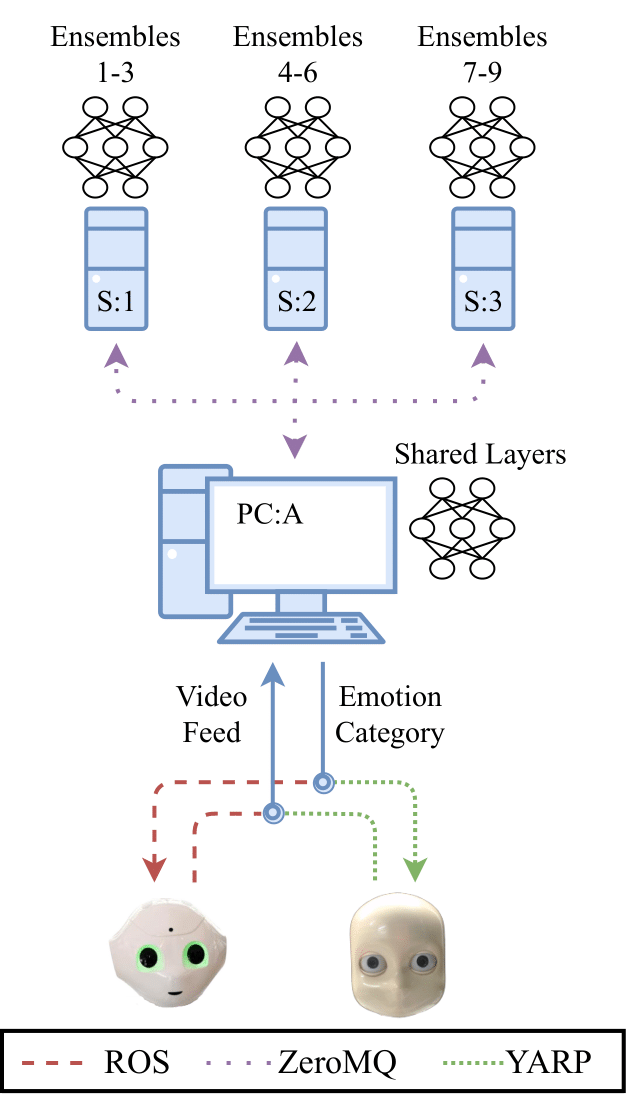 Ensembles
1-3
Ensembles
4-6
Ensembles
7-9
S:1
S:2
S:3
Shared Layers
PC:A
Video
Feed
Emotion
Category
ROS
ZeroMQ
YARP